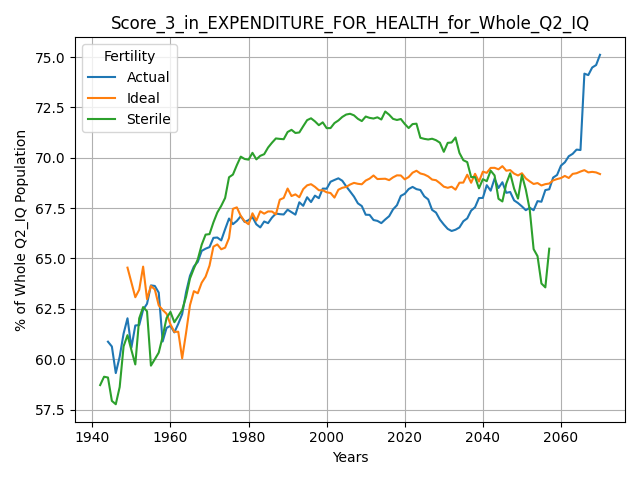 Score_3_in_EXPENDITURE_FOR_HEALTH_for_Whole_Q2_IQ
Fertility
Actual
Ideal
Sterile
% of Whole Q2_IQ Population
75.0
72.5
70.0
67.5
65.0
62.5
60.0
57.5
1940 1960 1980 2000 2020 2040 2060
Years